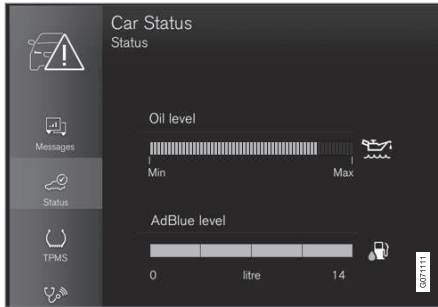 Car Status
Status
Messages
Status
TPMS
Oil level
Min Max
AdBlue level
0 litre 14
G071111